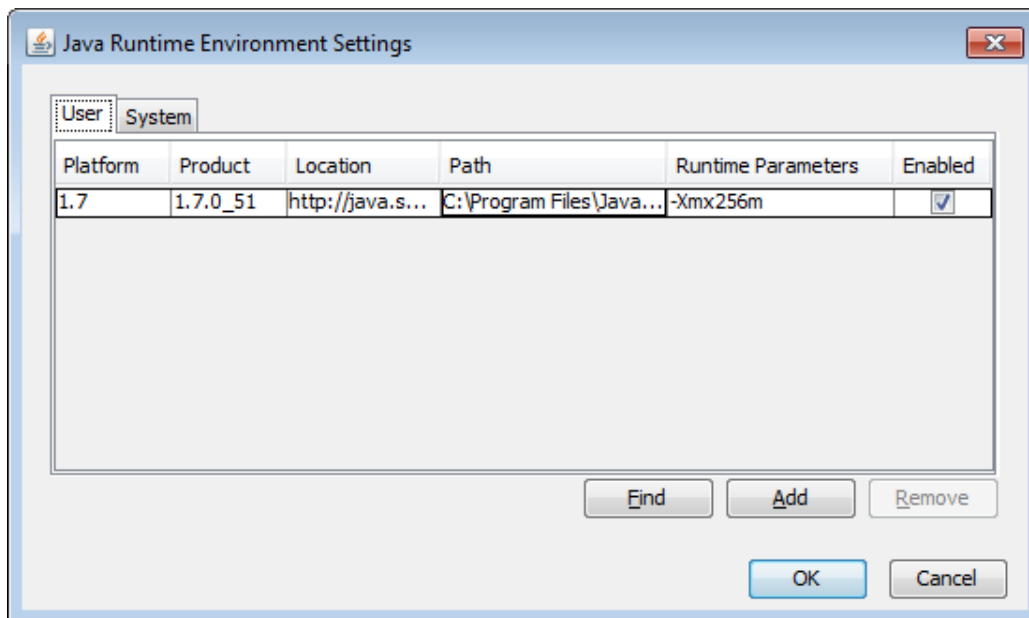 Java Runtime Environment Settings
User System
Platform Product Location Path Runtime Parameters Enabled
1.7 1.7.0_51 http://java.s... C:\Program Files\Java... -Xmx256m
Find Add Remove
OK Cancel